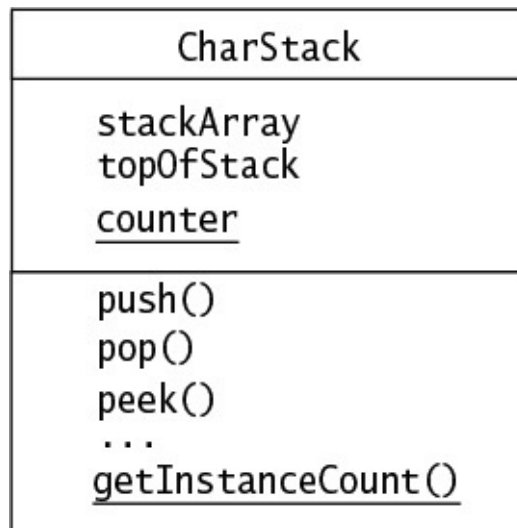 CharStack
stackArray
topOfStack
counter
push()
pop()
peek()
...
getInstanceCount()